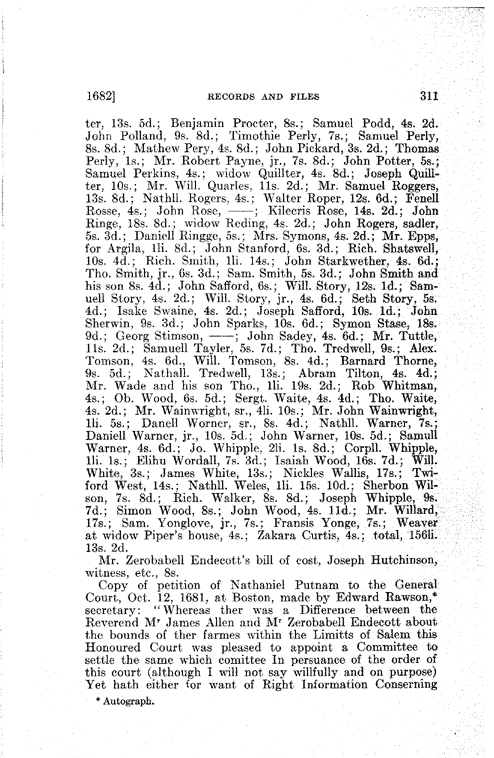 1682] RECORDS AND FILES 311
ter, 13s. 5d.; Benjamin Procter, 8s.; Samuel Podd, 4s. 2d.
John Polland, 9s. 8d.; Timothie Perly, 7s.; Samuel Perly,
8s. 8d.; Mathew Pery, 4s. 8d.; John Pickard, 3s. 2d.; Thomas
Perly, 1s.; Mr. Robert Payne, jr., 7s. 8d.; John Potter, 5s.;
Samuel Perkins, 4s.; widow Quillter, 4s. 8d.; Joseph Quill-
ter, 10s.; Mr. Will. Quarles, 11s. 2d.; Mr. Samuel Roggers,
13s. 8d.; Nathll. Rogers, 4s.; Walter Roper, 12s. 6d.; Fenell
Rosse, 4s.; John Rose, ——; Kilecris Rose, 14s. 2d.; John
Ringe, 18s. 8d.; widow Reding, 4s. 2d.; John Rogers, sadler,
5s. 3d.; Daniell Ringge, 5s.; Mrs. Symons, 4s. 2d.; Mr. Epps,
for Argila, 1li. 8d.; John Stanford, 6s. 3d.; Rich. Shatswell,
10s. 4d.; Rich. Smith, 1li. 14s.; John Starkwether, 4s. 6d.;
Tho. Smith, jr., 6s. 3d.; Sam. Smith, 5s. 3d.; John Smith and
his son 8s. 4d.; John Safford, 6s.; Will. Story, 12s. 1d.; Sam-
uell Story, 4s. 2d.; Will. Story, jr., 4s. 6d.; Seth Story, 5s.
4d.; Isake Swaine, 4s. 2d.; Joseph Safford, 10s. 1d.; John
Sherwin, 9s. 3d.; John Sparks, 10s. 6d.; Symon Stase, 18s.
9d.; Georg Stimson, ——; John Sadey, 4s. 6d.; Mr. Tuttle,
11s. 2d.; Samuell Tayler, 5s. 7d.; Tho. Tredwell, 9s.; Alex.
Tomson, 4s. 6d., Will. Tomson, 8s. 4d.; Barnard Thorne,
9s. 5d.; Nathall. Tredwell, 13s.; Abram Tilton, 4s. 4d.;
Mr. Wade and his son Tho., 1li. 19s. 2d.; Rob Whitman,
4s.; Ob. Wood, 6s. 5d.; Sergt. Waite, 4s. 4d.; Tho. Waite,
4s. 2d.; Mr. Wainwright, sr., 4li. 10s.; Mr. John Wainwright,
1li. 5s.; Danell Worner, sr., 8s. 4d.; Nathll. Warner, 7s.;
Daniell Warner, jr., 10s. 5d.; John Warner, 10s. 5d.; Samull
Warner, 4s. 6d.; Jo. Whipple, 2li. 1s. 8d.; Corpll. Whipple,
1li. 1s.; Elihu Wordall, 7s. 3d.; Isaiah Wood, 16s. 7d.; Will.
White, 3s.; James White, 13s.; Nickles Wallis, 17s.; Twi-
ford West, 14s.; Nathll. Weles, 1li. 15s. 10d.; Sherbon Wil-
son, 7s. 8d.; Rich. Walker, 8s. 8d.; Joseph Whipple, 9s.
7d.; Simon Wood, 8s.; John Wood, 4s. 11d.; Mr. Willard,
17s.; Sam. Yonglove, jr., 7s.; Fransis Yonge, 7s.; Weaver
at widow Piper's house, 4s.; Zakara Curtis, 4s.; total, 156li.
13s. 2d.
Mr. Zerobabell Endecott's bill of cost, Joseph Hutchinson,
witness, etc., 8s.
Copy of petition of Nathaniel Putnam to the General
Court, Oct. 12, 1681, at Boston, made by Edward Rawson,*
secretary: "Whereas ther was a Difference between the
Reverend Mʳ James Allen and Mʳ Zerobabell Endecott about
the bounds of ther farmes within the Limitts of Salem this
Honoured Court was pleased to appoint a Committee to
settle the same which comittee In persuance of the order of
this court (although I will not say willfully and on purpose)
Yet hath either for want of Right Information Conserning
* Autograph.